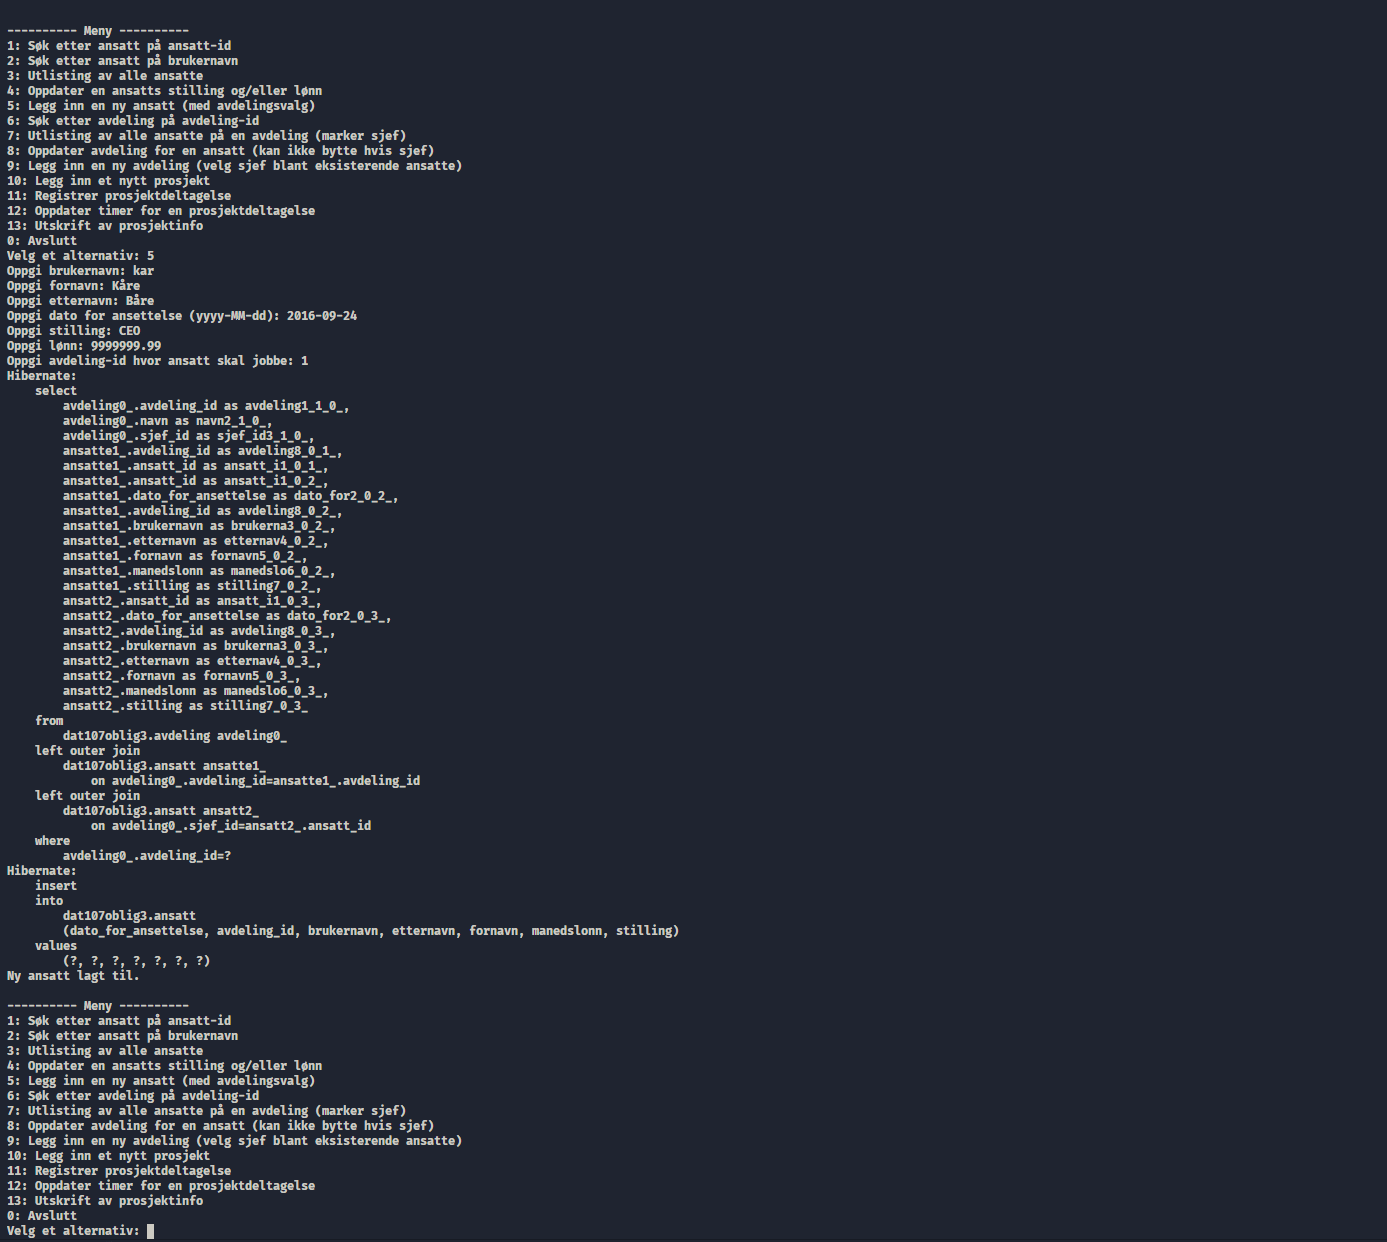 ---------- Meny ----------
1: Søk etter ansatt på ansatt-id
2: Søk etter ansatt på brukernavn
3: Utlisting av alle ansatte
4: Oppdater en ansatts stilling og/eller lønn
5: Legg inn en ny ansatt (med avdelingsvalg)
6: Søk etter avdeling på avdeling-id
7: Utlisting av alle ansatte på en avdeling (marker sjef)
8: Oppdater avdeling for en ansatt (kan ikke bytte hvis sjef)
9: Legg inn en ny avdeling (velg sjef blant eksisterende ansatte)
10: Legg inn et nytt prosjekt
11: Registrer prosjektdeltagelse
12: Oppdater timer for en prosjektdeltagelse
13: Utskrift av prosjektinfo
0: Avslutt
Velg et alternativ: 5
Oppgi brukernavn: kar
Oppgi fornavn: Kåre
Oppgi etternavn: Båre
Oppgi dato for ansettelse (yyyy-MM-dd): 2016-09-24
Oppgi stilling: CEO
Oppgi lønn: 9999999.99
Oppgi avdeling-id hvor ansatt skal jobbe: 1
Hibernate:
    select
        avdeling0_.avdeling_id as avdeling1_1_0_,
        avdeling0_.navn as navn2_1_0_,
        avdeling0_.sjef_id as sjef_id3_1_0_,
        ansatte1_.avdeling_id as avdeling8_0_1_,
        ansatte1_.ansatt_id as ansatt_i1_0_1_,
        ansatte1_.ansatt_id as ansatt_i1_0_2_,
        ansatte1_.dato_for_ansettelse as dato_for2_0_2_,
        ansatte1_.avdeling_id as avdeling8_0_2_,
        ansatte1_.brukernavn as brukerna3_0_2_,
        ansatte1_.etternavn as etternav4_0_2_,
        ansatte1_.fornavn as fornavn5_0_2_,
        ansatte1_.manedslonn as manedslo6_0_2_,
        ansatte1_.stilling as stilling7_0_2_,
        ansatt2_.ansatt_id as ansatt_i1_0_3_,
        ansatt2_.dato_for_ansettelse as dato_for2_0_3_,
        ansatt2_.avdeling_id as avdeling8_0_3_,
        ansatt2_.brukernavn as brukerna3_0_3_,
        ansatt2_.etternavn as etternav4_0_3_,
        ansatt2_.fornavn as fornavn5_0_3_,
        ansatt2_.manedslonn as manedslo6_0_3_,
        ansatt2_.stilling as stilling7_0_3_
    from
        dat107oblig3.avdeling avdeling0_
    left outer join
        dat107oblig3.ansatt ansatte1_
            on avdeling0_.avdeling_id=ansatte1_.avdeling_id
    left outer join
        dat107oblig3.ansatt ansatt2_
            on avdeling0_.sjef_id=ansatt2_.ansatt_id
    where
        avdeling0_.avdeling_id=?
Hibernate:
    insert
    into
        dat107oblig3.ansatt
        (dato_for_ansettelse, avdeling_id, brukernavn, etternavn, fornavn, manedslonn, stilling)
    values
        (?, ?, ?, ?, ?, ?, ?)
Ny ansatt lagt til.

---------- Meny ----------
1: Søk etter ansatt på ansatt-id
2: Søk etter ansatt på brukernavn
3: Utlisting av alle ansatte
4: Oppdater en ansatts stilling og/eller lønn
5: Legg inn en ny ansatt (med avdelingsvalg)
6: Søk etter avdeling på avdeling-id
7: Utlisting av alle ansatte på en avdeling (marker sjef)
8: Oppdater avdeling for en ansatt (kan ikke bytte hvis sjef)
9: Legg inn en ny avdeling (velg sjef blant eksisterende ansatte)
10: Legg inn et nytt prosjekt
11: Registrer prosjektdeltagelse
12: Oppdater timer for en prosjektdeltagelse
13: Utskrift av prosjektinfo
0: Avslutt
Velg et alternativ: